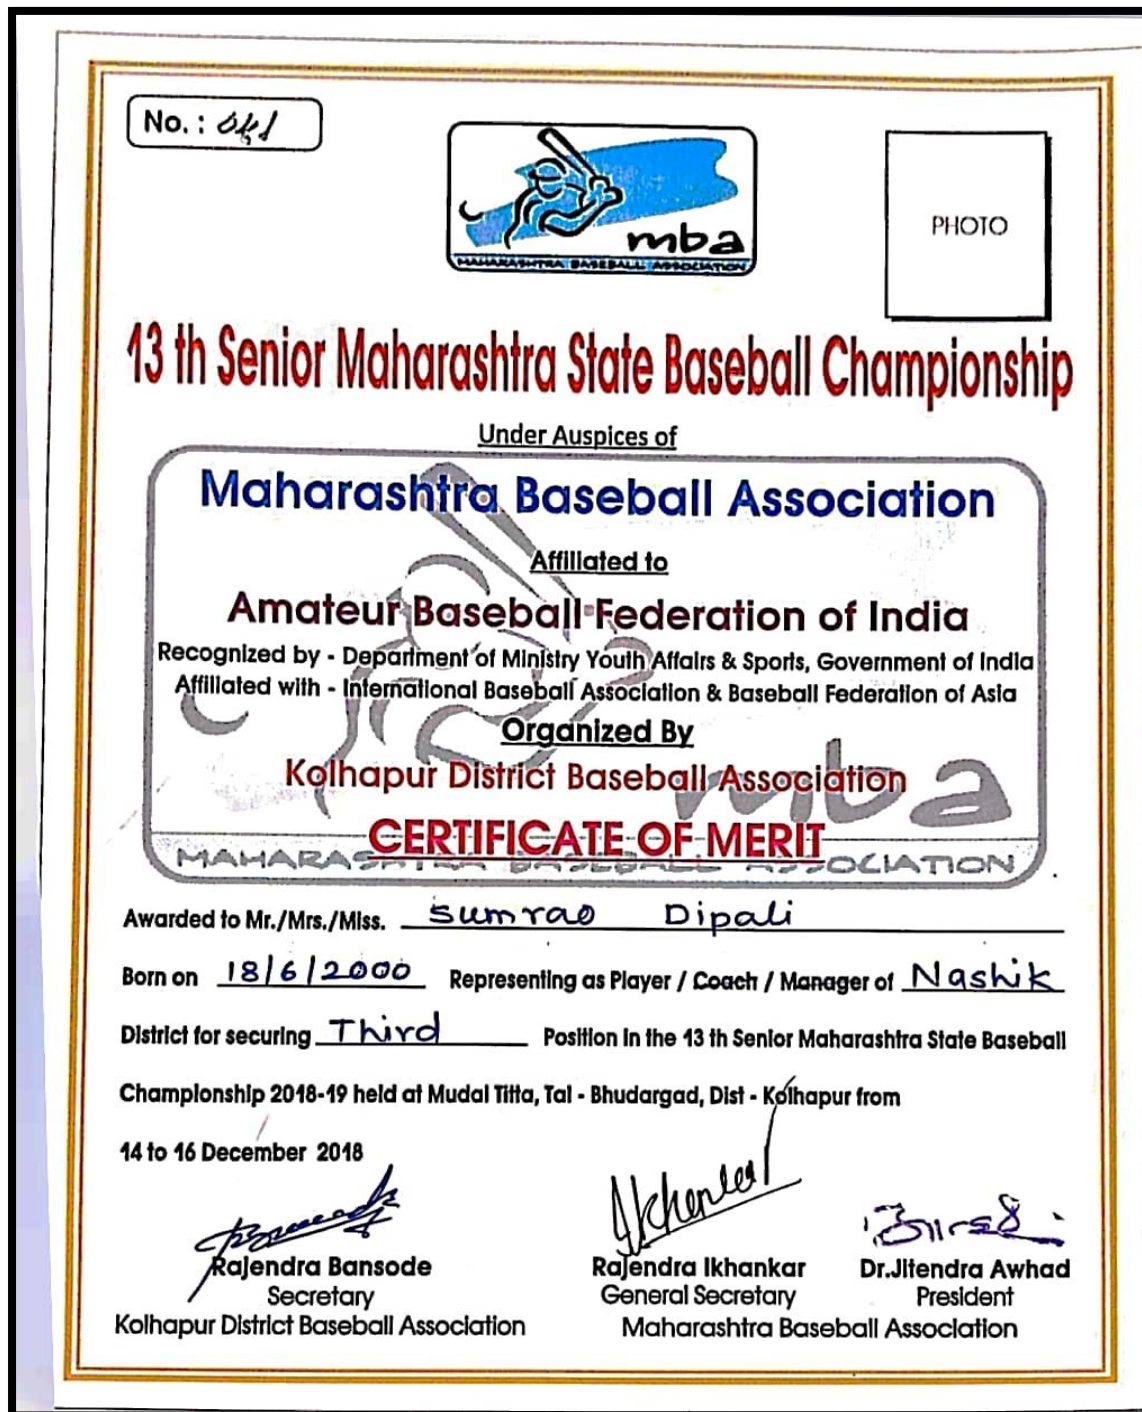 No. :
mba
MAHARASHTRA BASEBALL ASSOCIATION
PHOTO
13 th Senior Maharashtra State Baseball Championship
Under Auspices of
Maharashtra Baseball Association
Affiliated to
Amateur Baseball Federation of India
Recognized by - Department of Ministry Youth Affairs & Sports, Government of India
Affiliated with - International Baseball Association & Baseball Federation of Asia
Organized By
Kolhapur District Baseball Association
mba
CERTIFICATE OF MERIT
MAHARASHTRA BASEBALL ASSOCIATION
Awarded to Mr./Mrs./Miss. Sumrao Dipali
Born on 18/6/2000 Representing as Player / Coach / Manager of Nashik
District for securing Third Position in the 13 th Senior Maharashtra State Baseball
Championship 2018-19 held at Mudal Titta, Tal - Bhudargad, Dist - Kolhapur from
14 to 16 December 2018
Rajendra Bansode Rajendra Ikhankar Dr.Jitendra Awhad
Secretary General Secretary President
Kolhapur District Baseball Association Maharashtra Baseball Association